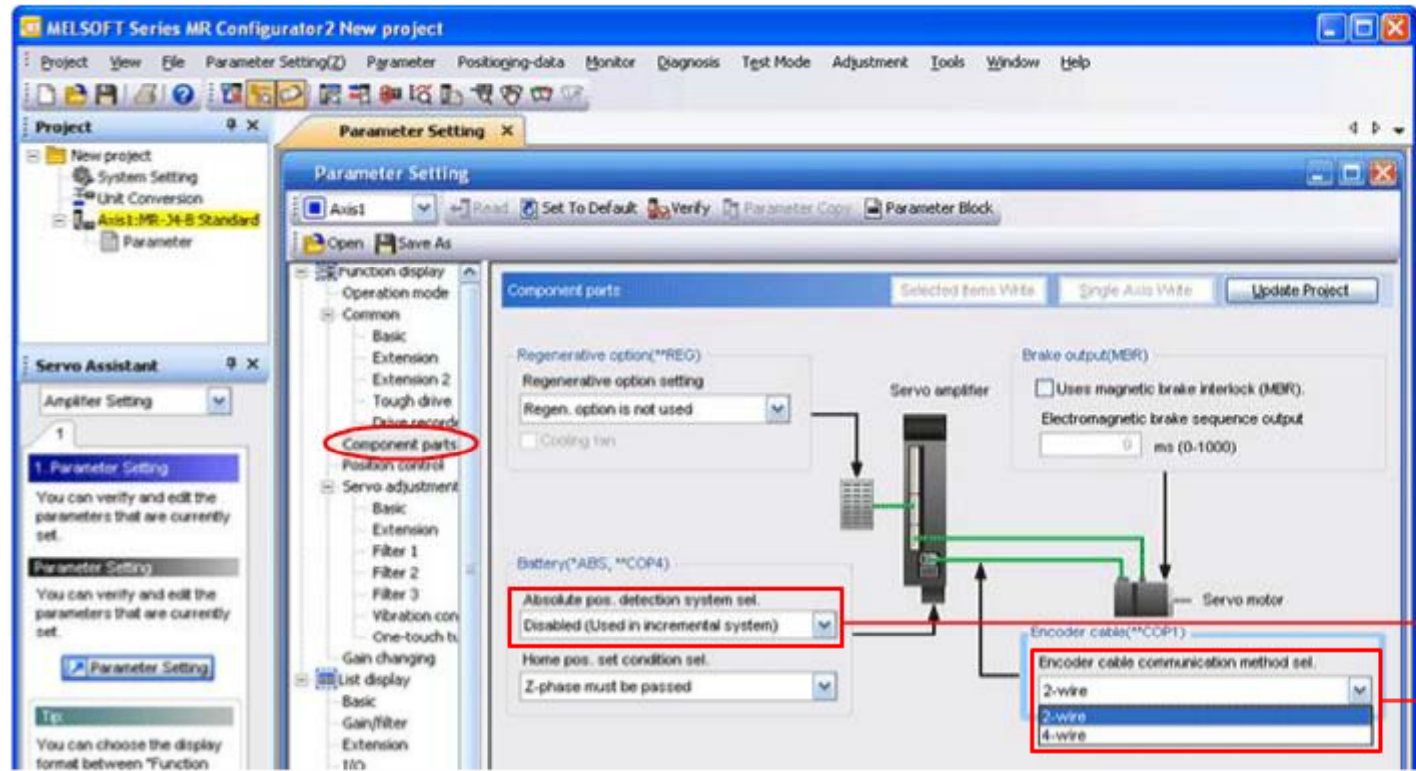 MELSOFT Series MR Configurator2 New project
Project View File Parameter Setting(Z) Parameter Positioning-data Monitor Diagnosis Test Mode Adjustment Tools Window Help
Project
New project
System Setting
Unit Conversion
Axis1:MR-J4-B Standard
Parameter
Servo Assistant
Amplifier Setting
1
1. Parameter Setting
You can verify and edit the
parameters that are currently
set.
Parameter Setting
You can verify and edit the
parameters that are currently
set.
Parameter Setting
Tip:
You can choose the display
format between "Function
Parameter Setting
Parameter Setting
Axis1 Read Set To Default Verify Parameter Copy Parameter Block
Open Save As
Function display
Operation mode
Common
Basic
Extension
Extension 2
Tough drive
Drive recorde
Component parts
Position control
Servo adjustment
Basic
Extension
Filter 1
Filter 2
Filter 3
Vibration con
One-touch tu
Gain changing
List display
Basic
Gain/filter
Extension
I/O
Component parts Selected Items Write Single Axis Write Update Project
Regenerative option(**REG)
Regenerative option setting
Regen. option is not used
Cooling fan
Servo amplifier
Brake output(MBR)
Uses magnetic brake interlock (MBR).
Electromagnetic brake sequence output
0 ms (0-1000)
Battery(*ABS, **COP4)
Absolute pos. detection system sel.
Disabled (Used in incremental system)
Home pos. set condition sel.
Z-phase must be passed
Servo motor
Encoder cable(**COP1)
Encoder cable communication method sel.
2-wire
2-wire
4-wire